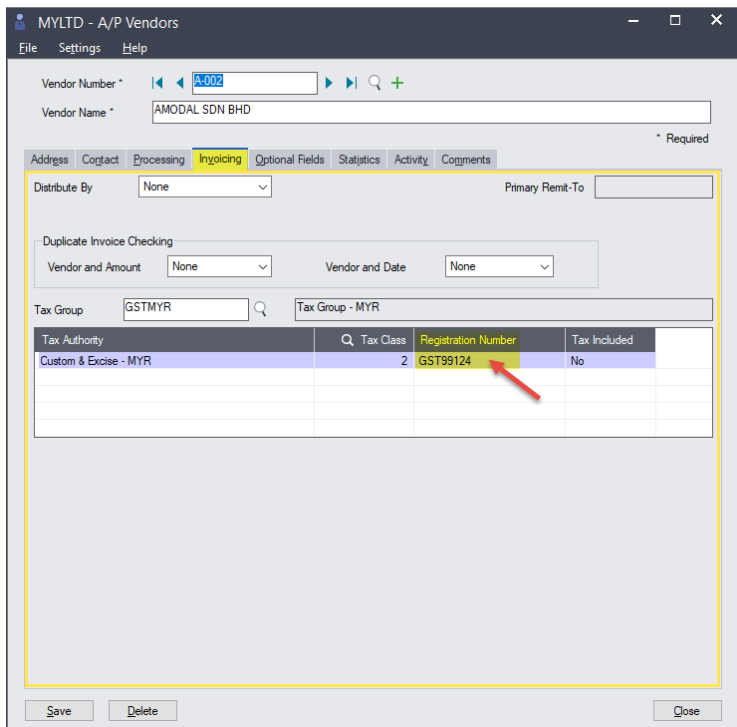 MYLTD - A/P Vendors
File Settings Help
Vendor Number * A-002
Vendor Name * AMODAL SDN BHD
* Required
Address Contact Processing Invoicing Optional Fields Statistics Activity Comments
Distribute By None Primary Remit-To
Duplicate Invoice Checking
Vendor and Amount None Vendor and Date None
Tax Group GSTMYR Tax Group - MYR
Tax Authority Tax Class Registration Number Tax Included
Custom & Excise - MYR 2 GST99124 No
Save Delete Close